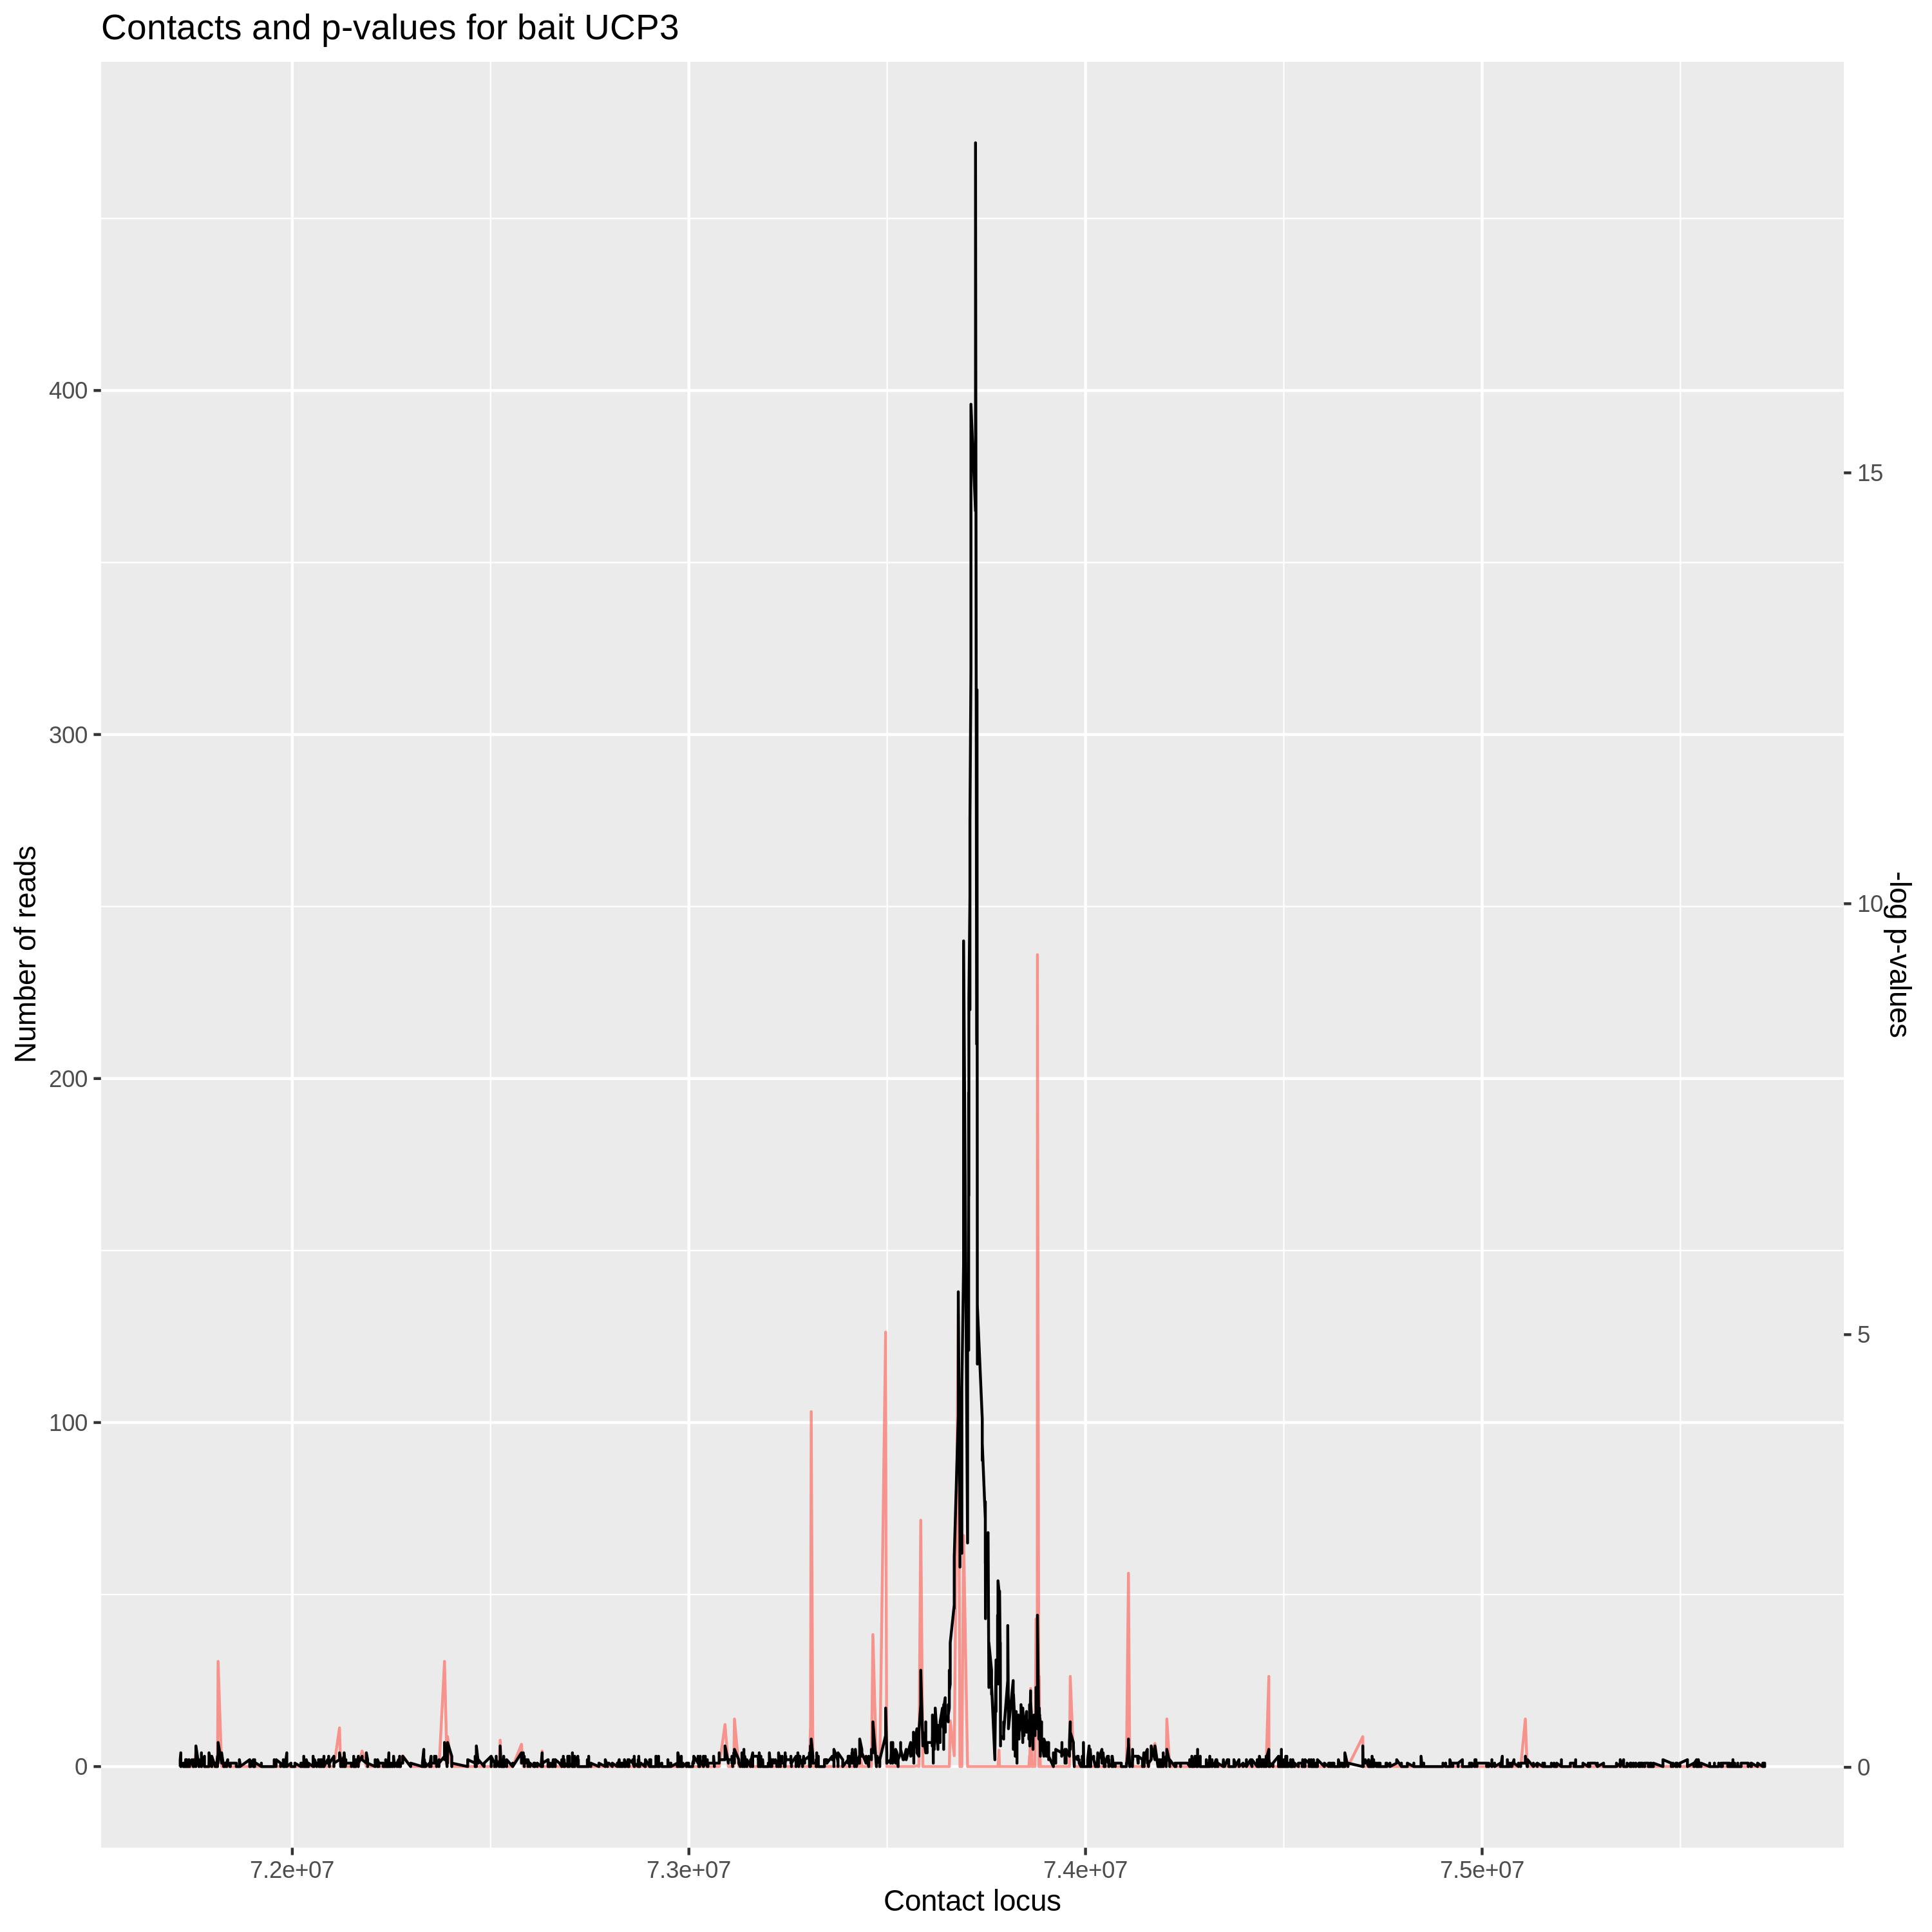 Contacts and p-values for bait UCP3
400
300
200
100
0
Number of reads
15
10
5
0
-log p-values
7.2e+07
7.3e+07
7.4e+07
7.5e+07
Contact locus